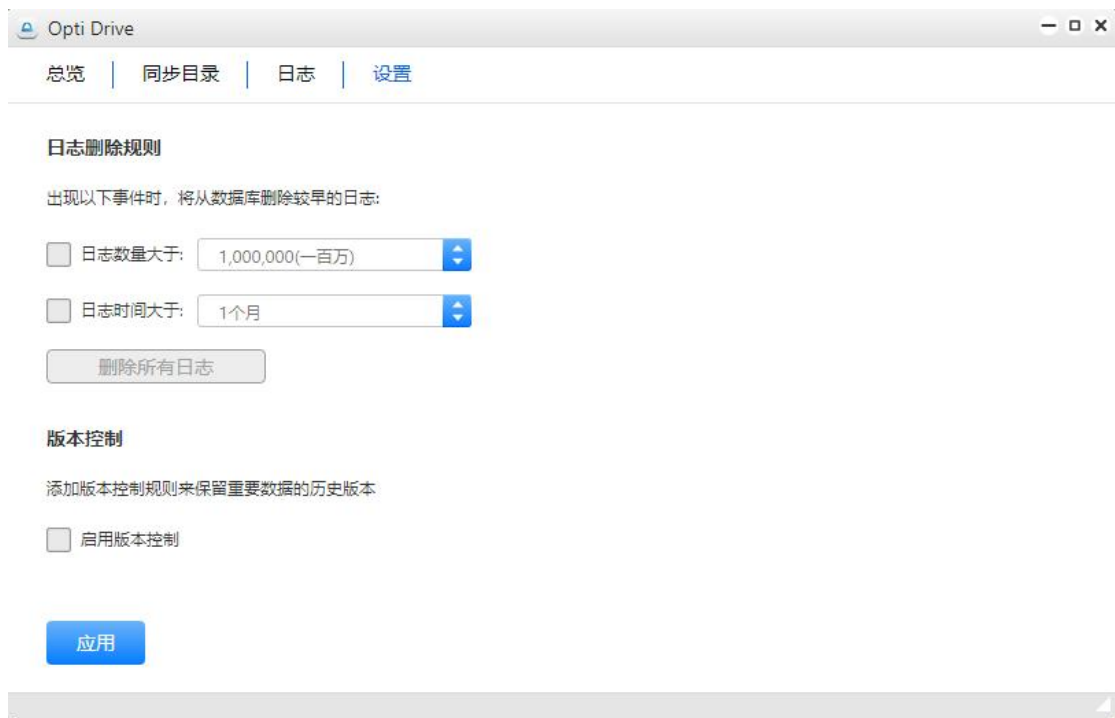 Opti Drive
总览 同步目录 日志 设置
日志删除规则
出现以下事件时，将从数据库删除较早的日志:
日志数量大于: 1,000,000(一百万)
日志时间大于: 1个月
删除所有日志
版本控制
添加版本控制规则来保留重要数据的历史版本
启用版本控制
应用